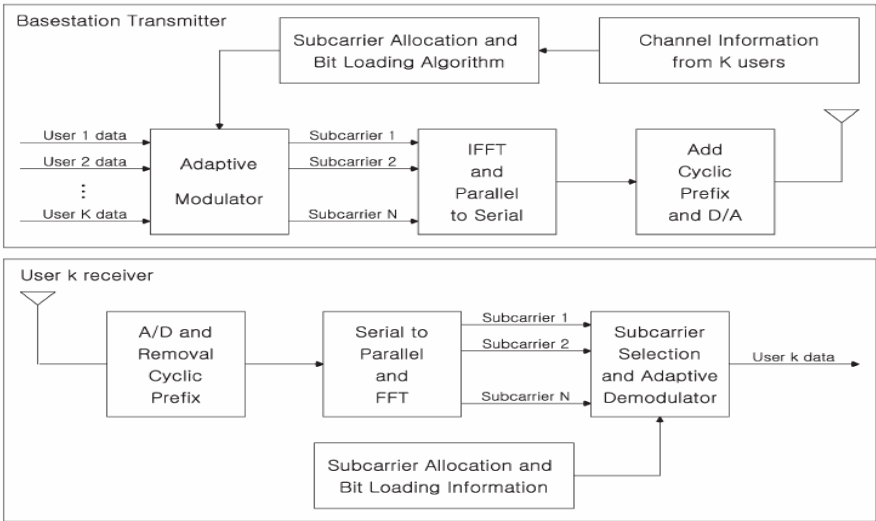 Basestation Transmitter
Subcarrier Allocation and
Bit Loading Algorithm
Channel Information
from K users
User 1 data
User 2 data
⋮
User K data
Adaptive
Modulator
Subcarrier 1
Subcarrier 2
Subcarrier N
IFFT
and
Parallel
to Serial
Add
Cyclic
Prefix
and D/A
User k receiver
A/D and
Removal
Cyclic
Prefix
Serial to
Parallel
and
FFT
Subcarrier 1
Subcarrier 2
Subcarrier N
Subcarrier
Selection
and Adaptive
Demodulator
User k data
Subcarrier Allocation and
Bit Loading Information